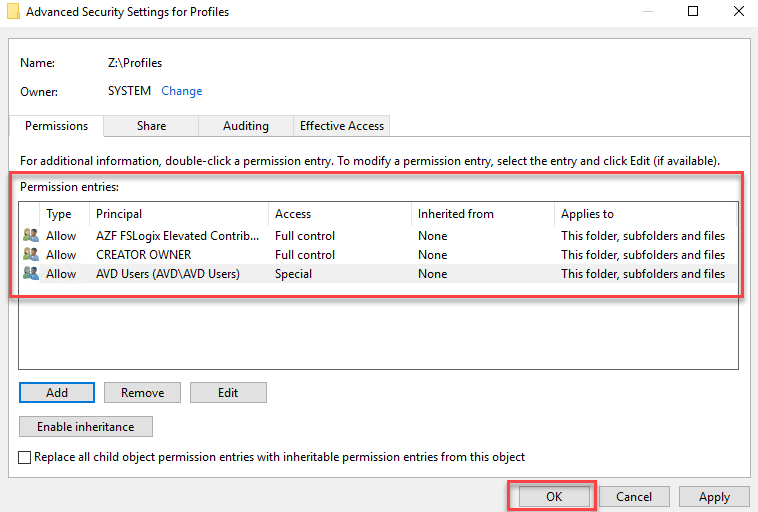 Advanced Security Settings for Profiles
Name: Z:\Profiles
Owner: SYSTEM Change
Permissions Share Auditing Effective Access
For additional information, double-click a permission entry. To modify a permission entry, select the entry and click Edit (if available).
Permission entries:
Type Principal Access Inherited from Applies to
Allow AZF FSLogix Elevated Contrib... Full control None This folder, subfolders and files
Allow CREATOR OWNER Full control None This folder, subfolders and files
Allow AVD Users (AVD\AVD Users) Special None This folder, subfolders and files
Add Remove Edit
Enable inheritance
Replace all child object permission entries with inheritable permission entries from this object
OK Cancel Apply